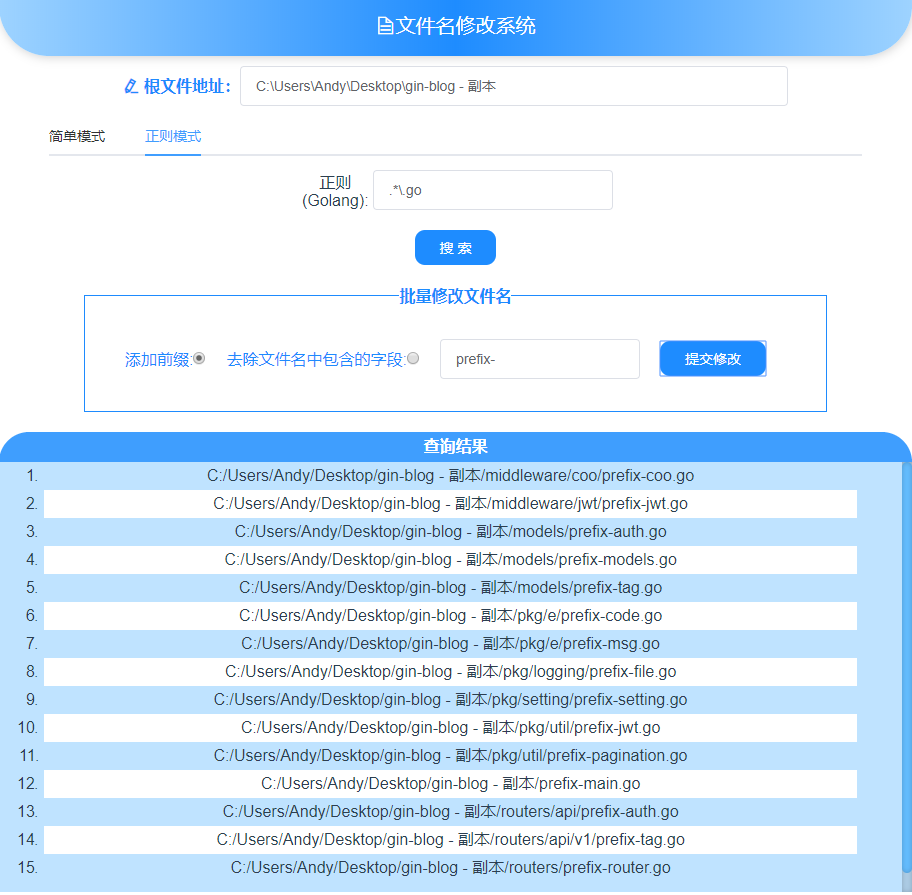 文件名修改系统
根文件地址： C:\Users\Andy\Desktop\gin-blog - 副本
简单模式 正则模式
正则
(Golang): .*\.go
搜 索
批量修改文件名
添加前缀: 去除文件名中包含的字段: prefix- 提交修改
查询结果
1. C:/Users/Andy/Desktop/gin-blog - 副本/middleware/coo/prefix-coo.go
2. C:/Users/Andy/Desktop/gin-blog - 副本/middleware/jwt/prefix-jwt.go
3. C:/Users/Andy/Desktop/gin-blog - 副本/models/prefix-auth.go
4. C:/Users/Andy/Desktop/gin-blog - 副本/models/prefix-models.go
5. C:/Users/Andy/Desktop/gin-blog - 副本/models/prefix-tag.go
6. C:/Users/Andy/Desktop/gin-blog - 副本/pkg/e/prefix-code.go
7. C:/Users/Andy/Desktop/gin-blog - 副本/pkg/e/prefix-msg.go
8. C:/Users/Andy/Desktop/gin-blog - 副本/pkg/logging/prefix-file.go
9. C:/Users/Andy/Desktop/gin-blog - 副本/pkg/setting/prefix-setting.go
10. C:/Users/Andy/Desktop/gin-blog - 副本/pkg/util/prefix-jwt.go
11. C:/Users/Andy/Desktop/gin-blog - 副本/pkg/util/prefix-pagination.go
12. C:/Users/Andy/Desktop/gin-blog - 副本/prefix-main.go
13. C:/Users/Andy/Desktop/gin-blog - 副本/routers/api/prefix-auth.go
14. C:/Users/Andy/Desktop/gin-blog - 副本/routers/api/v1/prefix-tag.go
15. C:/Users/Andy/Desktop/gin-blog - 副本/routers/prefix-router.go